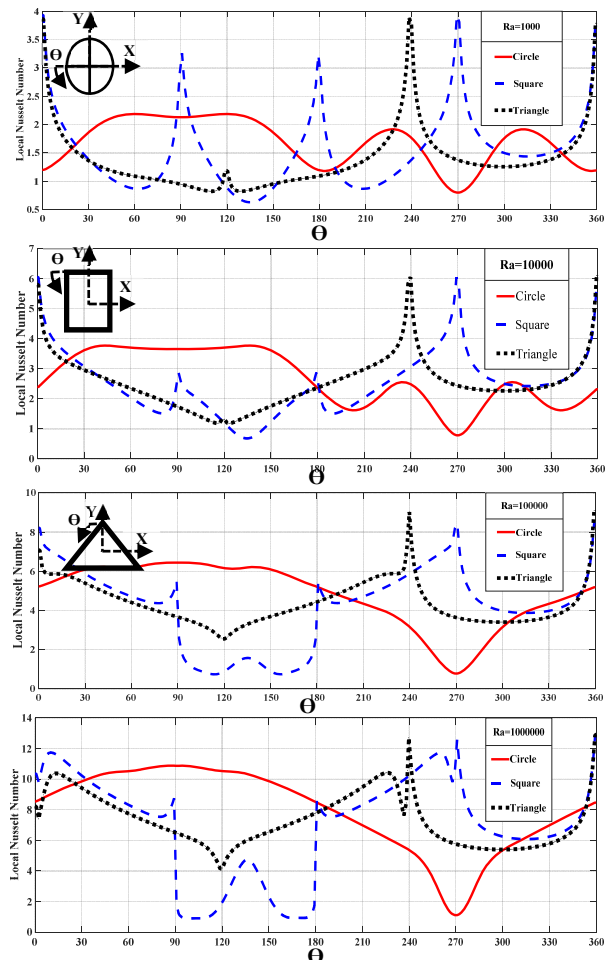 Local Nusselt Number
4
3.5
3
2.5
2
1.5
1
0.5
Y
X
Ɵ
Ra=1000
Circle
Square
Triangle
0 30 60 90 120 150 180 210 240 270 300 330 360
Ɵ
Local Nusselt Number
7
6
5
4
3
2
1
0
Y
Ɵ
X
Ra=10000
Circle
Square
Triangle
0 30 60 90 120 150 180 210 240 270 300 330 360
Ɵ
Local Nusselt Number
10
8
6
4
2
0
Y
Ɵ
X
Ra=100000
Circle
Square
Triangle
0 30 60 90 120 150 180 210 240 270 300 330 360
Ɵ
Local Nusselt Number
14
12
10
8
6
4
2
0
Ra=1000000
Circle
Square
Triangle
0 30 60 90 120 150 180 210 240 270 300 330 360
Ɵ